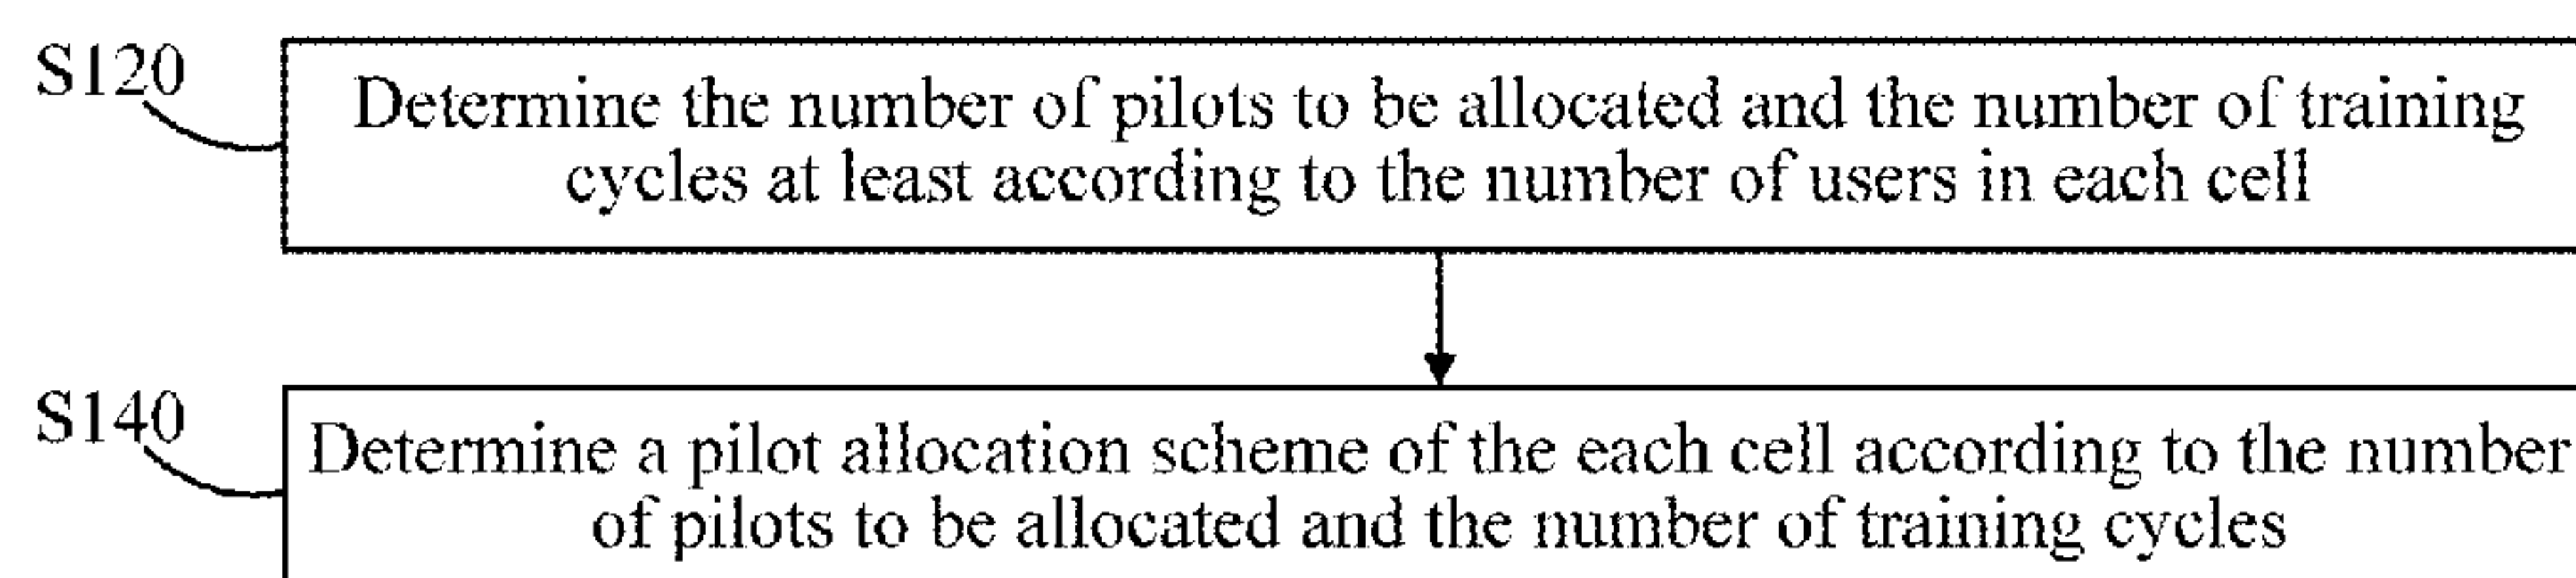 S120
Determine the number of pilots to be allocated and the number of training
cycles at least according to the number of users in each cell
S140
Determine a pilot allocation scheme of the each cell according to the number
of pilots to be allocated and the number of training cycles